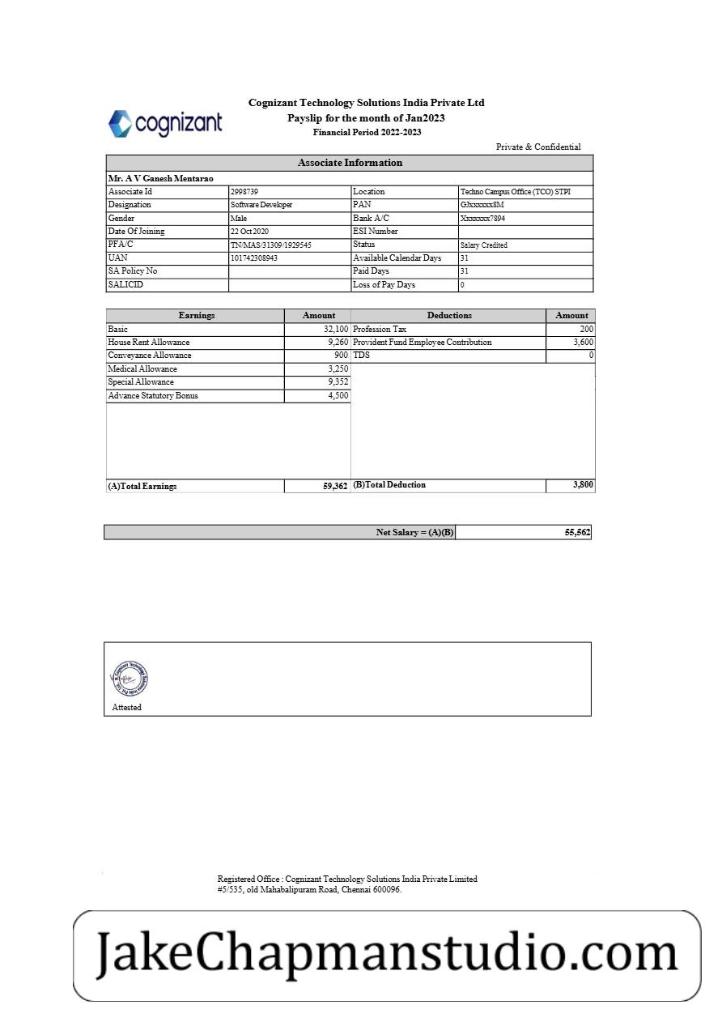 cognizant
Cognizant Technology Solutions India Private Ltd
Payslip for the month of Jan2023
Financial Period 2022-2023
Private & Confidential
Associate Information
Mr. A V Ganesh Mentarao
Associate Id 2998739 Location Techno Campus Office (TCO) STPI
Designation Software Developer PAN GJxxxxxx8M
Gender Male Bank A/C Xxxxxxx7894
Date Of Joining 22 Oct 2020 ESI Number
PFA/C TN/MAS/31309/1929545 Status Salary Credited
UAN 101742308943 Available Calendar Days 31
SA Policy No Paid Days 31
SALICID Loss of Pay Days 0
Earnings Amount Deductions Amount
Basic 32,100 Profession Tax 200
House Rent Allowance 9,260 Provident Fund Employee Contribution 3,600
Conveyance Allowance 900 TDS 0
Medical Allowance 3,250
Special Allowance 9,352
Advance Statutory Bonus 4,500
(A)Total Earnings 59,362 (B)Total Deduction 3,800
Net Salary = (A)(B) 55,562
Attested
Registered Office : Cognizant Technology Solutions India Private Limited
#5/535, old Mahabalipuram Road, Chennai 600096.
JakeChapmanstudio.com